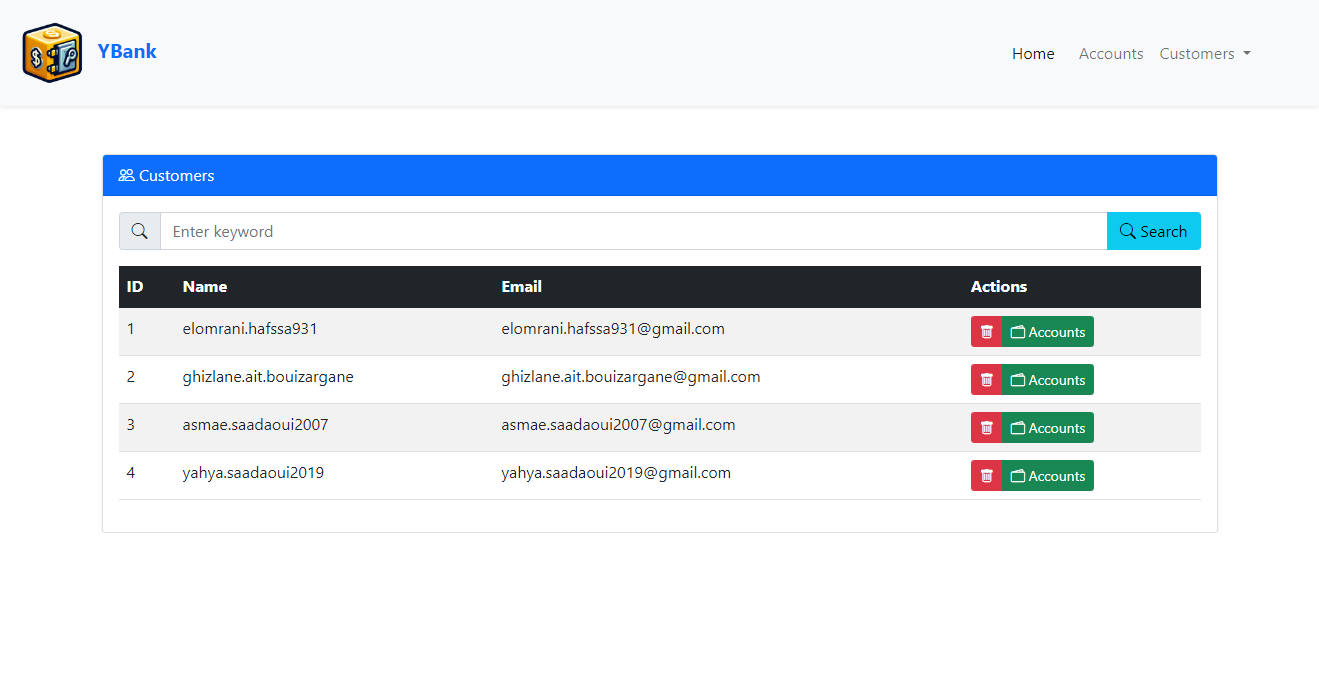 YBank
Home Accounts Customers
Customers
Enter keyword Search
ID Name Email Actions
1 elomrani.hafssa931 elomrani.hafssa931@gmail.com Accounts
2 ghizlane.ait.bouizargane ghizlane.ait.bouizargane@gmail.com Accounts
3 asmae.saadaoui2007 asmae.saadaoui2007@gmail.com Accounts
4 yahya.saadaoui2019 yahya.saadaoui2019@gmail.com Accounts